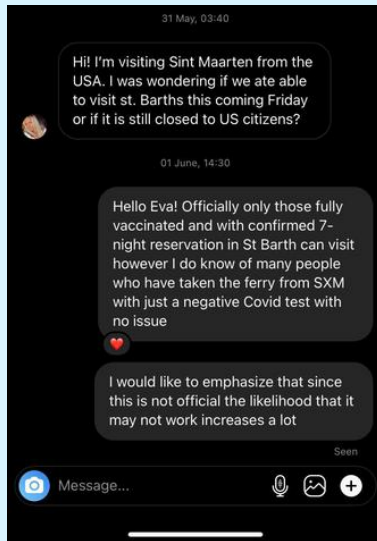 31 May, 03:40
Hi! I'm visiting Sint Maarten from the
USA. I was wondering if we ate able
to visit st. Barths this coming Friday
or if it is still closed to US citizens?
01 June, 14:30
Hello Eva! Officially only those fully
vaccinated and with confirmed 7-
night reservation in St Barth can visit
however I do know of many people
who have taken the ferry from SXM
with just a negative Covid test with
no issue
I would like to emphasize that since
this is not official the likelihood that it
may not work increases a lot
Seen
Message...